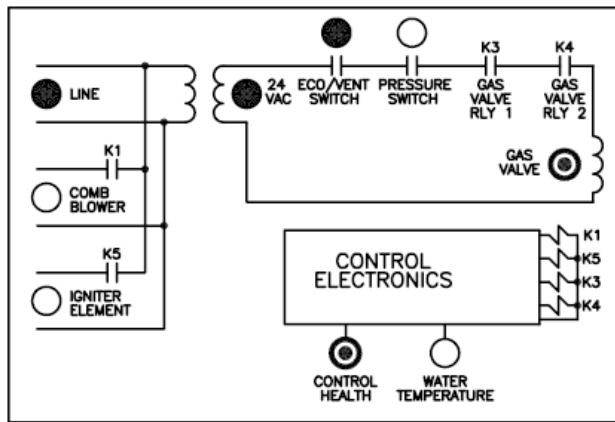 LINE
K1
COMB
BLOWER
K5
IGNITER
ELEMENT
24
VAC
ECO/VENT
SWITCH
PRESSURE
SWITCH
K3
GAS
VALVE
RLY 1
K4
GAS
VALVE
RLY 2
GAS
VALVE
CONTROL
ELECTRONICS
K1
K5
K3
K4
CONTROL
HEALTH
WATER
TEMPERATURE